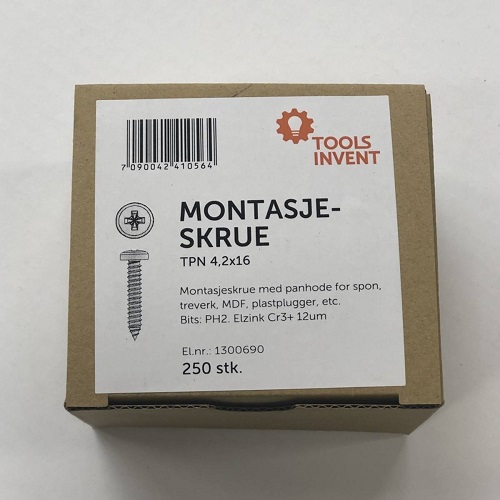 TOOLS
INVENT
7 090042 410564
MONTASJE-
SKRUE
TPN 4,2x16
Montasjeskrue med panhode for spon,
treverk, MDF, plastplugger, etc.
Bits: PH2. Elzink Cr3+ 12um
El.nr.: 1300690
250 stk.